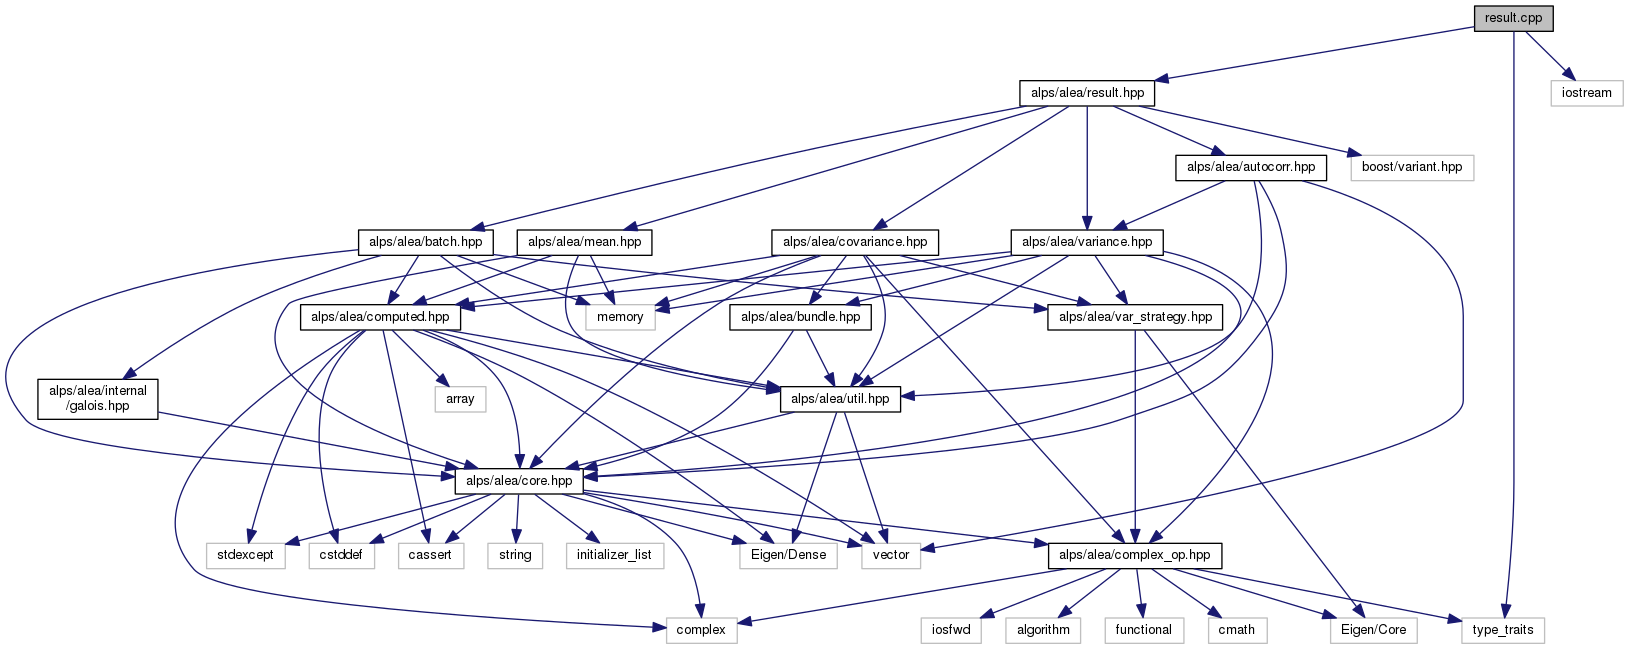 result.cpp
alps/alea/result.hpp
iostream
alps/alea/autocorr.hpp
boost/variant.hpp
alps/alea/batch.hpp
alps/alea/mean.hpp
alps/alea/covariance.hpp
alps/alea/variance.hpp
alps/alea/computed.hpp
memory
alps/alea/bundle.hpp
alps/alea/var_strategy.hpp
alps/alea/internal
/galois.hpp
array
alps/alea/util.hpp
alps/alea/core.hpp
stdexcept
cstddef
cassert
string
initializer_list
Eigen/Dense
vector
alps/alea/complex_op.hpp
complex
iosfwd
algorithm
functional
cmath
Eigen/Core
type_traits